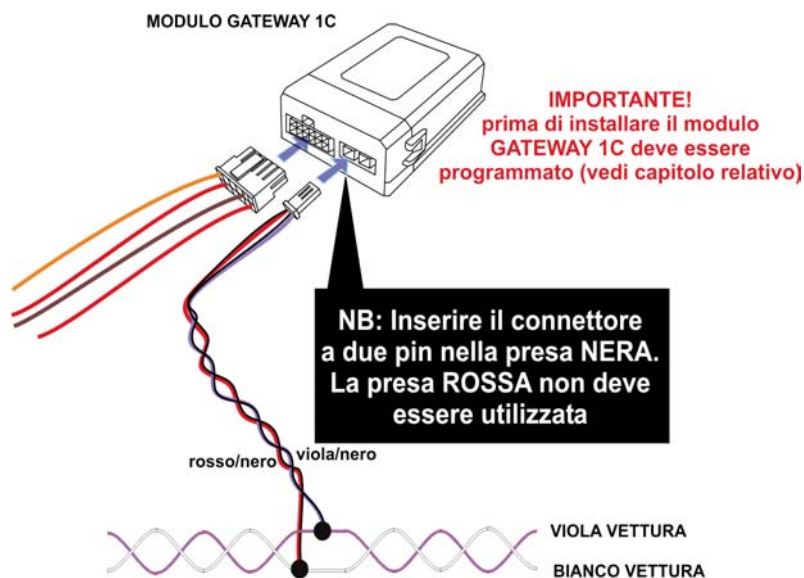 MODULO GATEWAY 1C
IMPORTANTE!
prima di installare il modulo
GATEWAY 1C deve essere
programmato (vedi capitolo relativo)
NB: Inserire il connettore
a due pin nella presa NERA.
La presa ROSSA non deve
essere utilizzata
rosso/nero
viola/nero
VIOLA VETTURA
BIANCO VETTURA